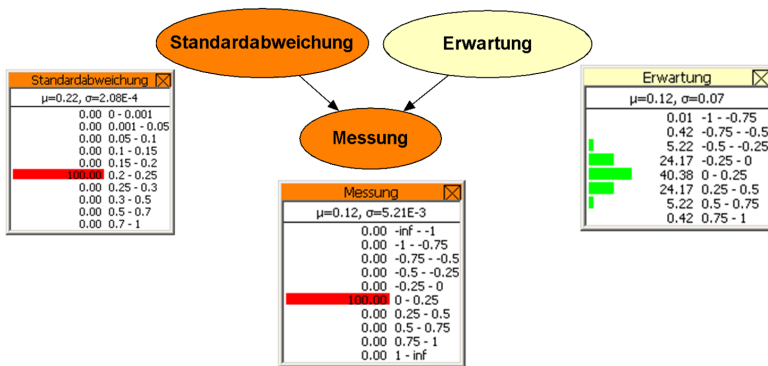 Standardabweichung
Erwartung
Messung
Standardabweichung
µ=0.22, σ=2.08E-4
0.00 0 - 0.001
0.00 0.001 - 0.05
0.00 0.05 - 0.1
0.00 0.1 - 0.15
0.00 0.15 - 0.2
100.00 0.2 - 0.25
0.00 0.25 - 0.3
0.00 0.3 - 0.5
0.00 0.5 - 0.7
0.00 0.7 - 1
Messung
µ=0.12, σ=5.21E-3
0.00 -inf - -1
0.00 -1 - -0.75
0.00 -0.75 - -0.5
0.00 -0.5 - -0.25
0.00 -0.25 - 0
100.00 0 - 0.25
0.00 0.25 - 0.5
0.00 0.5 - 0.75
0.00 0.75 - 1
0.00 1 - inf
Erwartung
µ=0.12, σ=0.07
0.01 -1 - -0.75
0.42 -0.75 - -0.5
5.22 -0.5 - -0.25
24.17 -0.25 - 0
40.38 0 - 0.25
24.17 0.25 - 0.5
5.22 0.5 - 0.75
0.42 0.75 - 1